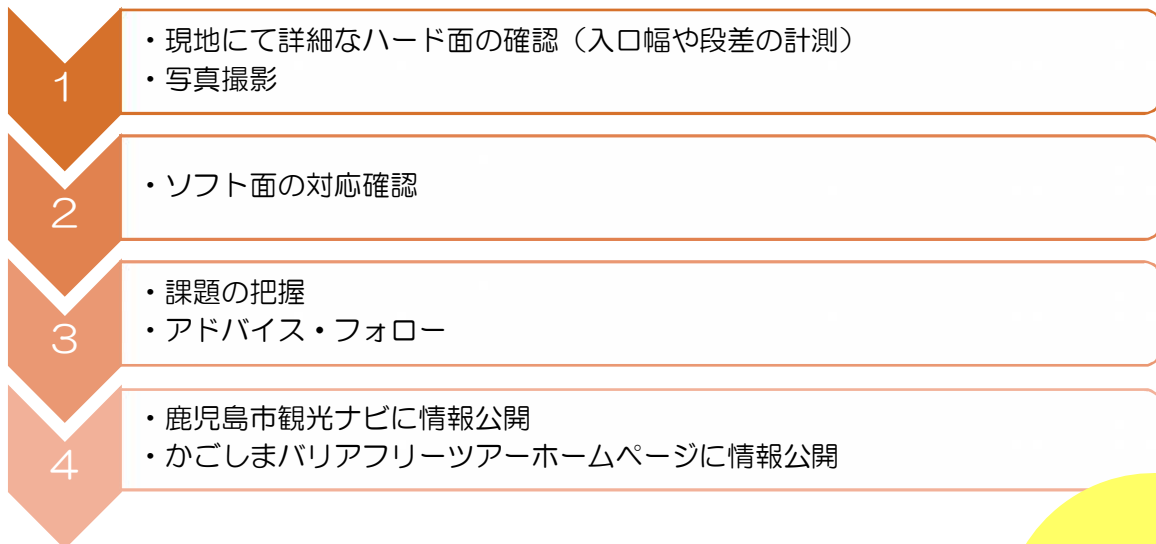 1
・現地にて詳細なハード面の確認（入口幅や段差の計測）
・写真撮影
2
・ソフト面の対応確認
3
・課題の把握
・アドバイス・フォロー
4
・鹿児島市観光ナビに情報公開
・かごしまバリアフリーツアーホームページに情報公開